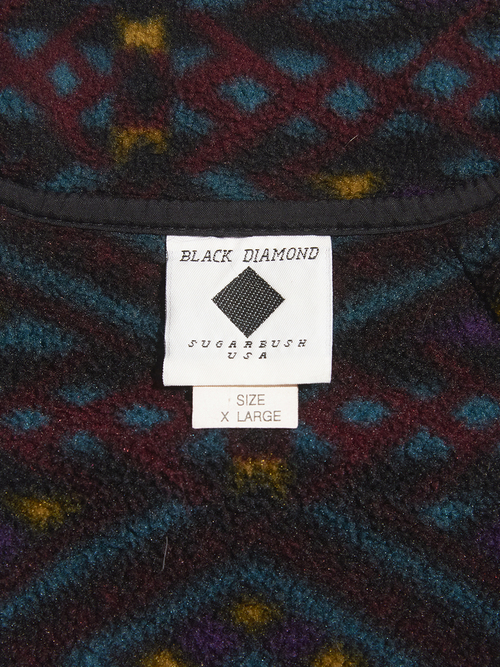 BLACK DIAMOND
SUGARBUSH
USA
SIZE
X LARGE